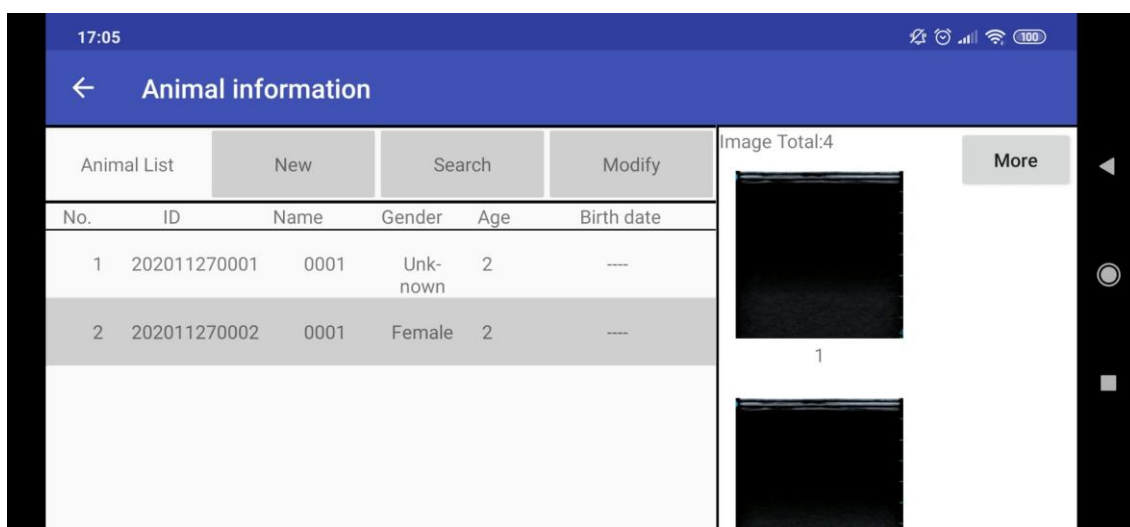 17:05
100
Animal information
Animal List New Search Modify
No. ID Name Gender Age Birth date
1 202011270001 0001 Unk-
nown 2 ----
2 202011270002 0001 Female 2 ----
Image Total:4
More
1